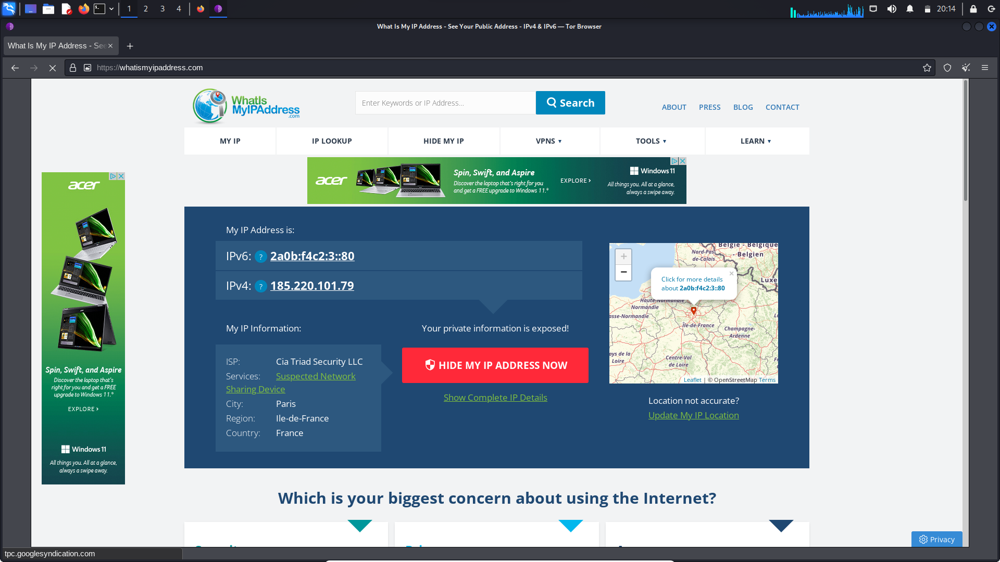 1 2 3 4
20:14
What Is My IP Address - See Your Public Address - IPv4 & IPv6 — Tor Browser
What Is My IP Address - See
https://whatismyipaddress.com
WhatIs
MyIPAddress
.com
Enter Keywords or IP Address...
Search
ABOUT PRESS BLOG CONTACT
MY IP IP LOOKUP HIDE MY IP VPNS ▾ TOOLS ▾ LEARN ▾
acer
Spin, Swift, and Aspire
Discover the laptop that's right for you
and get a FREE upgrade to Windows 11.*
EXPLORE ›
Windows 11
All things you. All at a glance,
always a swipe away.
acer
Spin, Swift, and Aspire
Discover the laptop that's
right for you and get a FREE
upgrade to Windows 11.*
EXPLORE ›
Windows 11
All things you. All at a glance,
always a swipe away.
My IP Address is:
IPv6: ? 2a0b:f4c2:3::80
IPv4: ? 185.220.101.79
My IP Information:
ISP: Cia Triad Security LLC
Services: Suspected Network
Sharing Device
City: Paris
Region: Ile-de-France
Country: France
Your private information is exposed!
HIDE MY IP ADDRESS NOW
Show Complete IP Details
België - Belgique
- Belgien
Nord-Pas-
de-Calais
+
−
×
Click for more details
about 2a0b:f4c2:3::80
Luxe
Haute-Normandie
Normandie
asse-Normandie
Île-de-France
Champagne-
Ardenne
ays de la
Loire
Centre-Val
de Loire
Leaflet | © OpenStreetMap Terms
Location not accurate?
Update My IP Location
Which is your biggest concern about using the Internet?
Privacy
tpc.googlesyndication.com